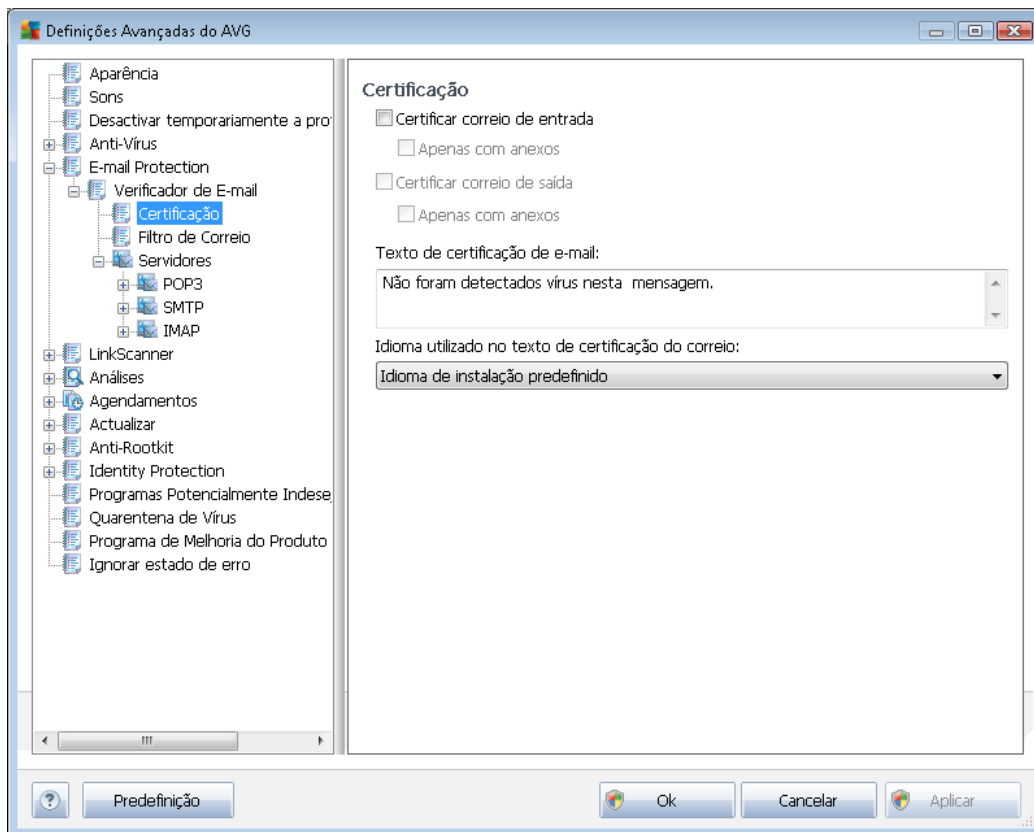 Definições Avançadas do AVG
Aparência
Sons
Desactivar temporariamente a pro
Anti-Vírus
E-mail Protection
Verificador de E-mail
Certificação
Filtro de Correio
Servidores
POP3
SMTP
IMAP
LinkScanner
Análises
Agendamentos
Actualizar
Anti-Rootkit
Identity Protection
Programas Potencialmente Indese
Quarentena de Vírus
Programa de Melhoria do Produto
Ignorar estado de erro
Certificação
Certificar correio de entrada
Apenas com anexos
Certificar correio de saída
Apenas com anexos
Texto de certificação de e-mail:
Não foram detectados vírus nesta  mensagem.
Idioma utilizado no texto de certificação do correio:
Idioma de instalação predefinido
?
Predefinição
Ok
Cancelar
Aplicar